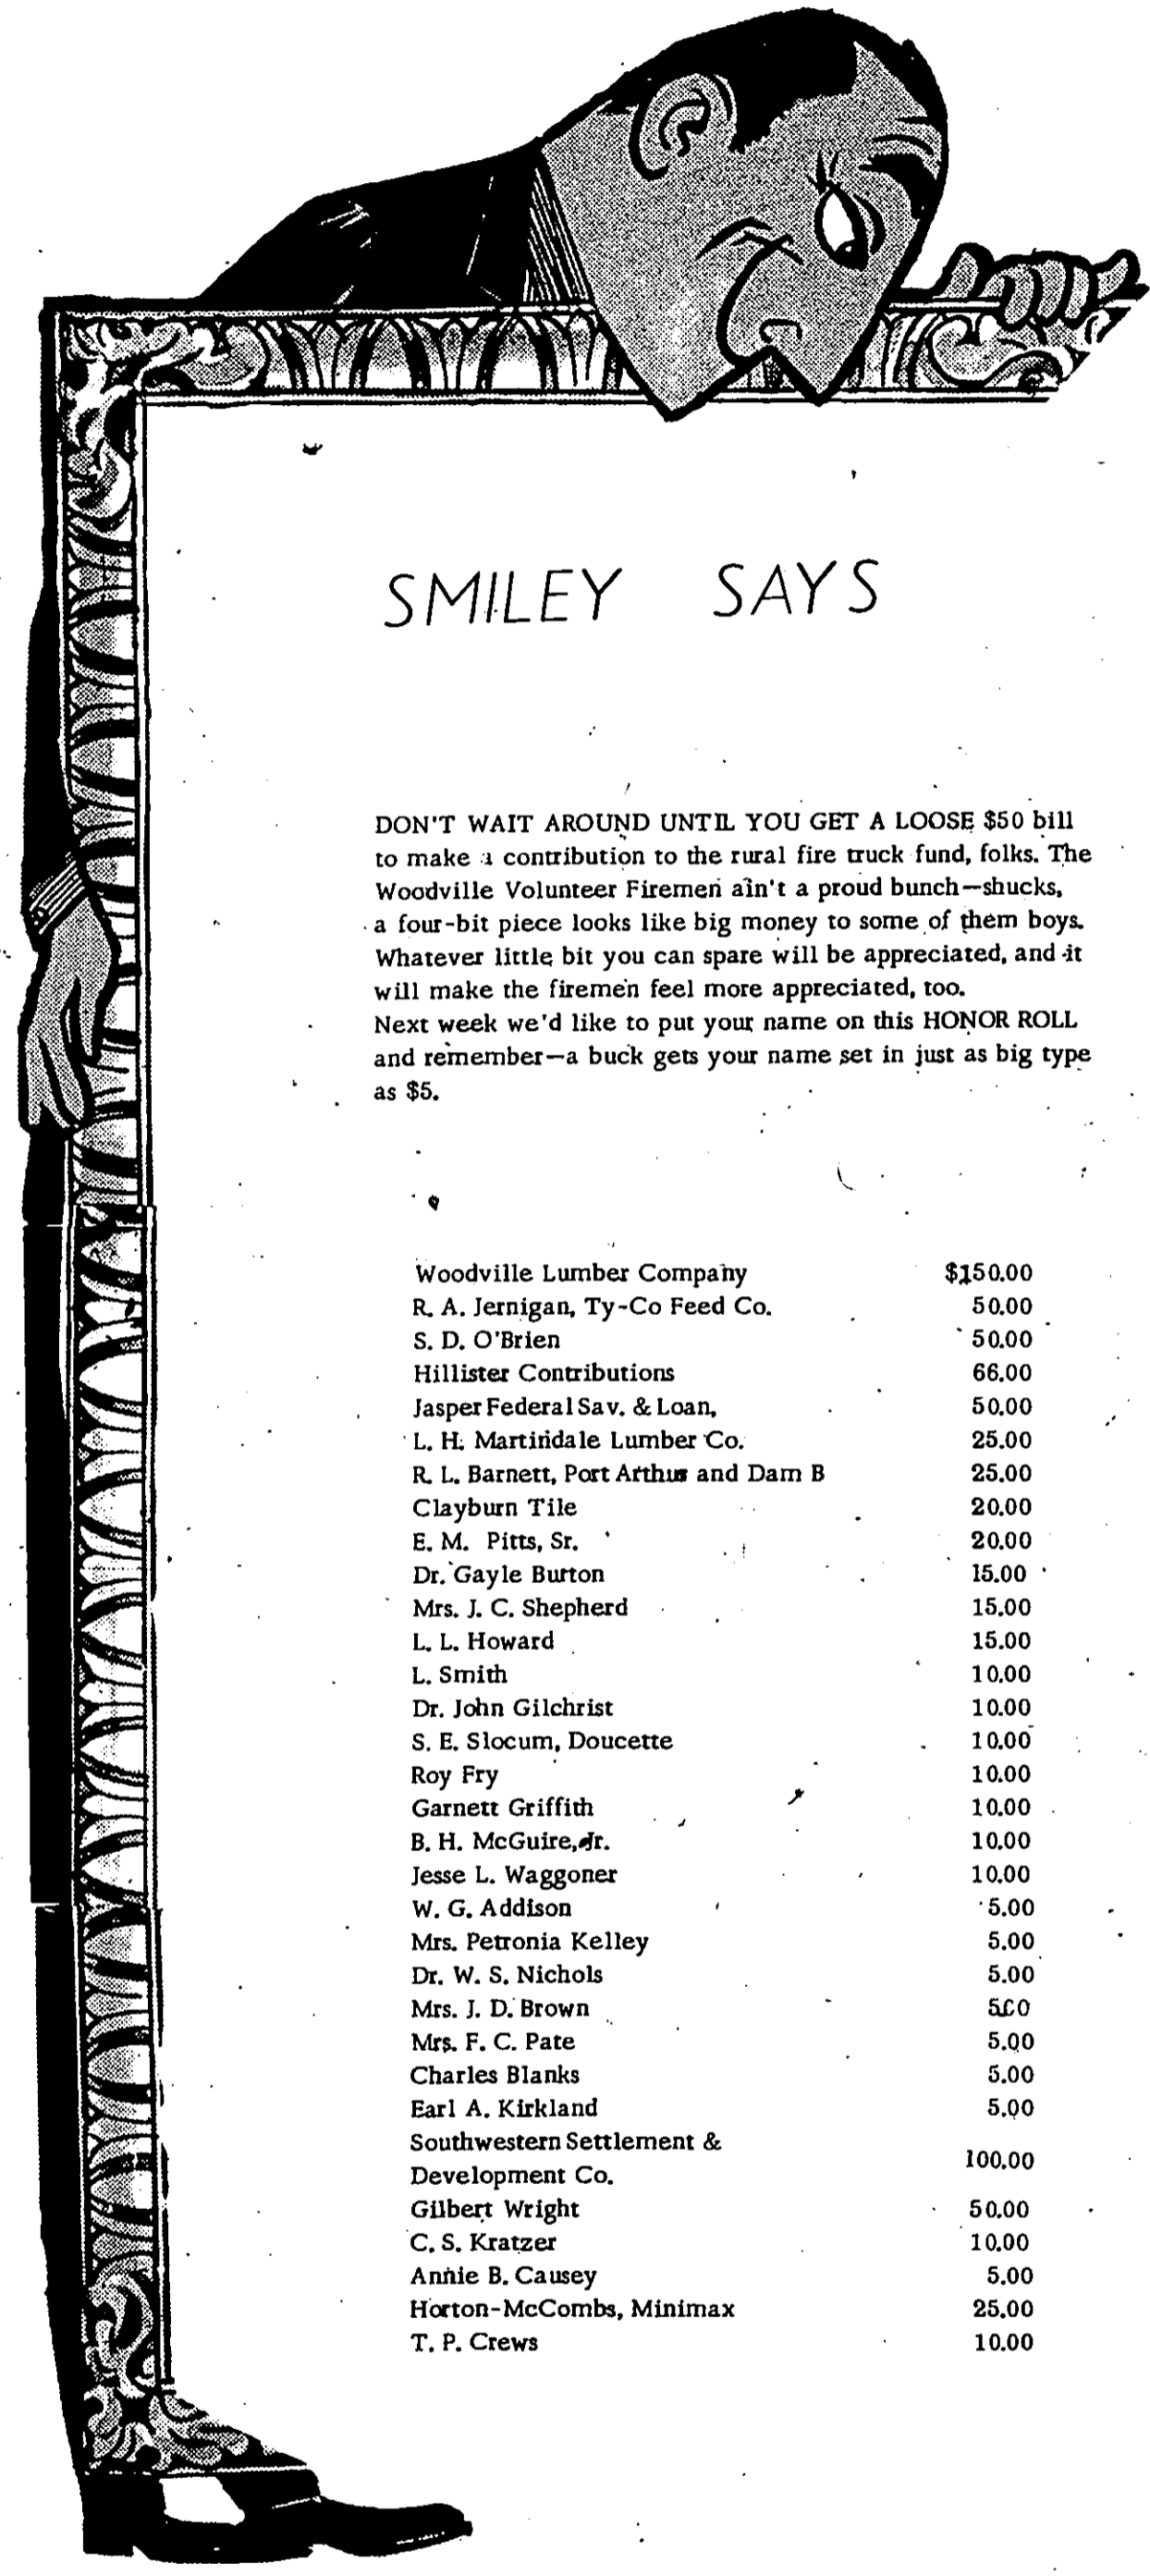 SMILEY SAYS
DON'T WAIT AROUND UNTIL YOU GET A LOOSE $50 bill
to make a contribution to the rural fire truck fund, folks. The
Woodville Volunteer Firemen ain't a proud bunch—shucks,
a four-bit piece looks like big money to some of them boys.
Whatever little bit you can spare will be appreciated, and it
will make the firemen feel more appreciated, too.
Next week we'd like to put your name on this HONOR ROLL
and remember—a buck gets your name set in just as big type
as $5.
Woodville Lumber Company $150.00
R. A. Jernigan, Ty-Co Feed Co. 50.00
S. D. O'Brien 50.00
Hillister Contributions 66.00
Jasper Federal Sav. & Loan, 50.00
L. H. Martindale Lumber Co. 25.00
R. L. Barnett, Port Arthur and Dam B 25.00
Clayburn Tile 20.00
E. M. Pitts, Sr. 20.00
Dr. Gayle Burton 15.00
Mrs. J. C. Shepherd 15.00
L. L. Howard 15.00
L. Smith 10.00
Dr. John Gilchrist 10.00
S. E. Slocum, Doucette 10.00
Roy Fry 10.00
Garnett Griffith 10.00
B. H. McGuire, Jr. 10.00
Jesse L. Waggoner 10.00
W. G. Addison 5.00
Mrs. Petronia Kelley 5.00
Dr. W. S. Nichols 5.00
Mrs. J. D. Brown 5.00
Mrs. F. C. Pate 5.00
Charles Blanks 5.00
Earl A. Kirkland 5.00
Southwestern Settlement &
Development Co. 100.00
Gilbert Wright 50.00
C. S. Kratzer 10.00
Annie B. Causey 5.00
Horton-McCombs, Minimax 25.00
T. P. Crews 10.00